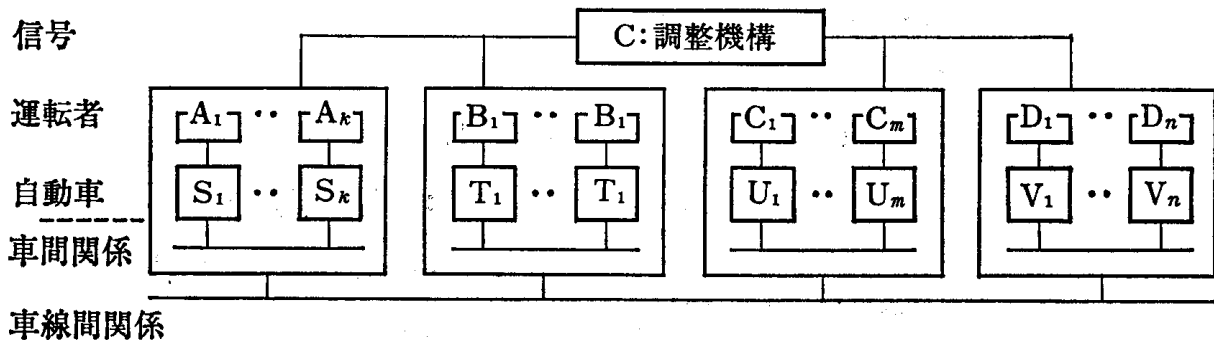 信号
C:調整機構
運転者 A₁ ‥ Aₖ B₁ ‥ B₁ C₁ ‥ Cₘ D₁ ‥ Dₙ
自動車 S₁ ‥ Sₖ T₁ ‥ T₁ U₁ ‥ Uₘ V₁ ‥ Vₙ
車間関係
車線間関係